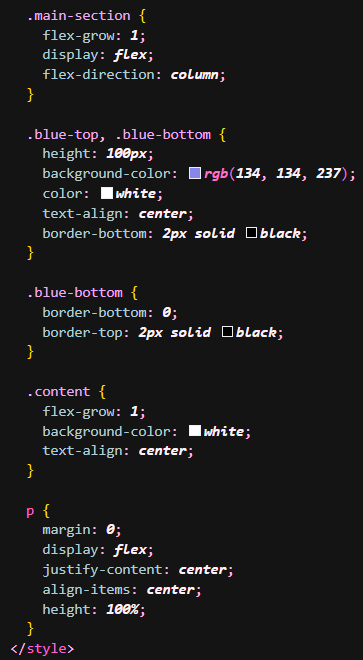 .main-section {
flex-grow: 1;
display: flex;
flex-direction: column;
}
.blue-top, .blue-bottom {
height: 100px;
background-color: rgb(134, 134, 237);
color: white;
text-align: center;
border-bottom: 2px solid black;
}
.blue-bottom {
border-bottom: 0;
border-top: 2px solid black;
}
.content {
flex-grow: 1;
background-color: white;
text-align: center;
}
p {
margin: 0;
display: flex;
justify-content: center;
align-items: center;
height: 100%;
}
</style>